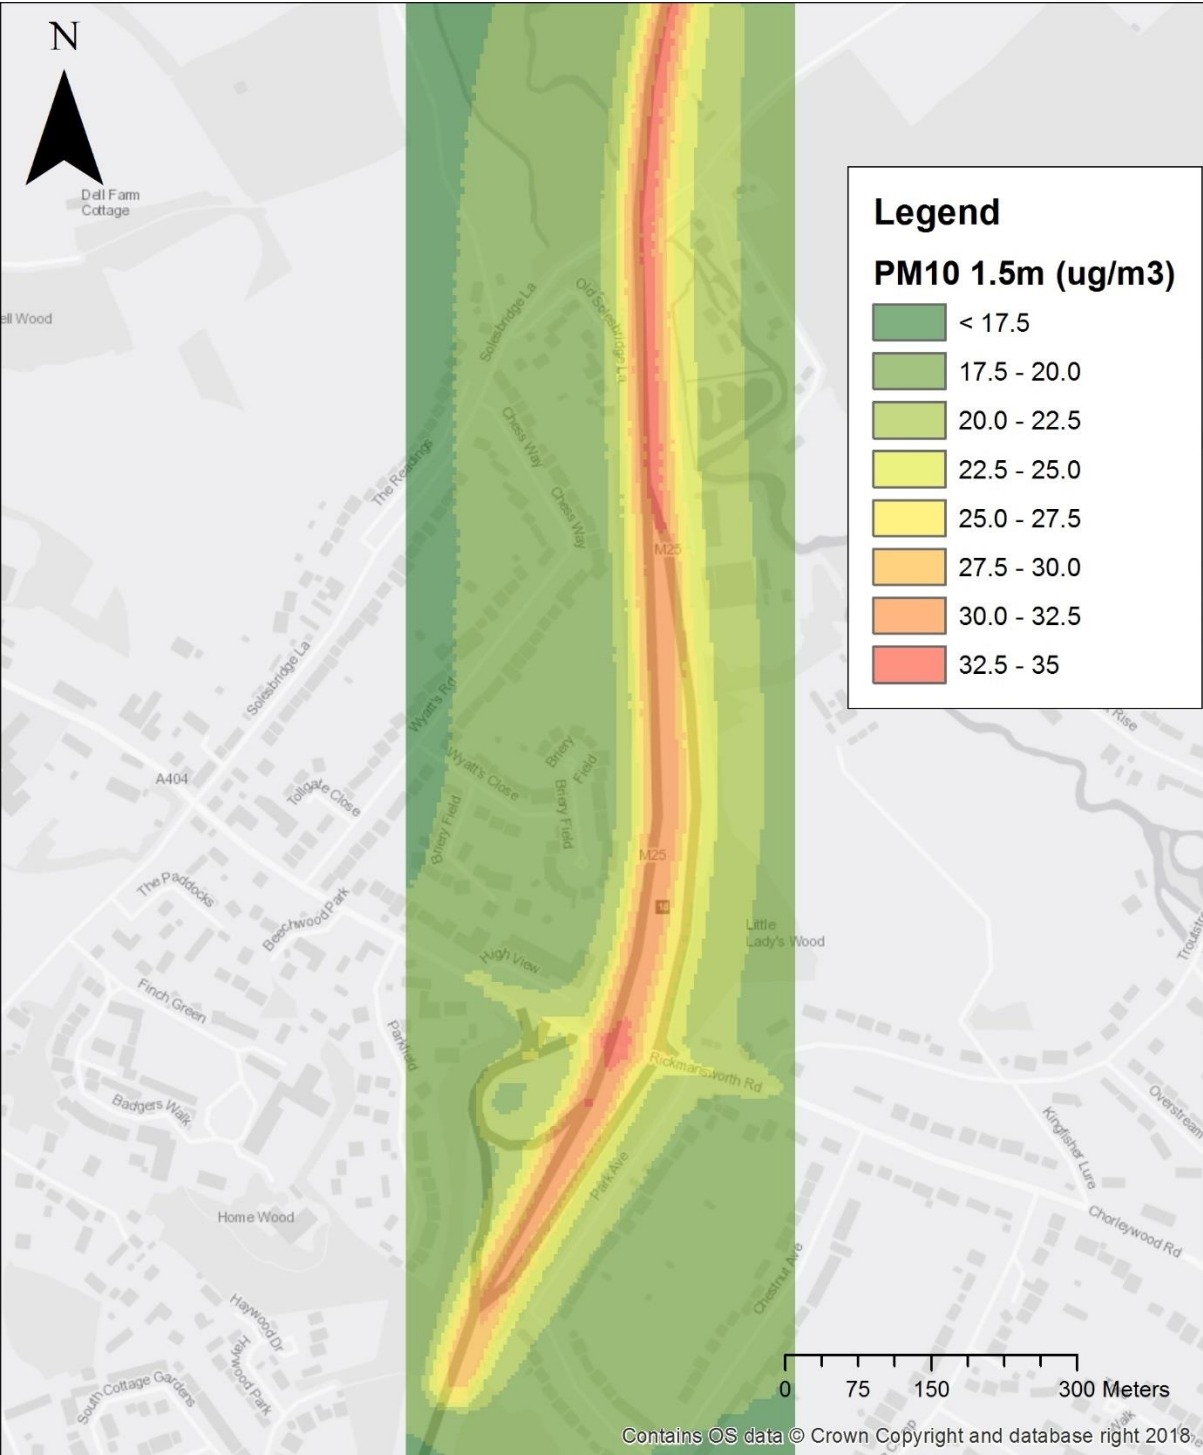 N
Dell Farm
Cottage
ell Wood
Solesbridge La
Old Solesbridge La
Chess Way
The Readings
Chess Way
M25
Solesbridge La
Wyatt's Rd
A404
Tollgate Close
Wyatt's Close
Briery
Field
Briery Field
Briery Field
M25
18
The Paddocks
Beechwood Park
High View
Little
Lady's Wood
Finch Green
Parkfield
Rickmansworth Rd
Badgers Walk
Park Ave
Home Wood
Chestnut Ave
Haywood Dr
Haywood Park
South Cottage Gardens
Legend
PM10 1.5m (ug/m3)
< 17.5
17.5 - 20.0
20.0 - 22.5
22.5 - 25.0
25.0 - 27.5
27.5 - 30.0
30.0 - 32.5
32.5 - 35
Rise
Troutst
Overstream
Kingfisher Lure
Chorleywood Rd
0 75 150 300 Meters
Walk
Contains OS data © Crown Copyright and database right 2018